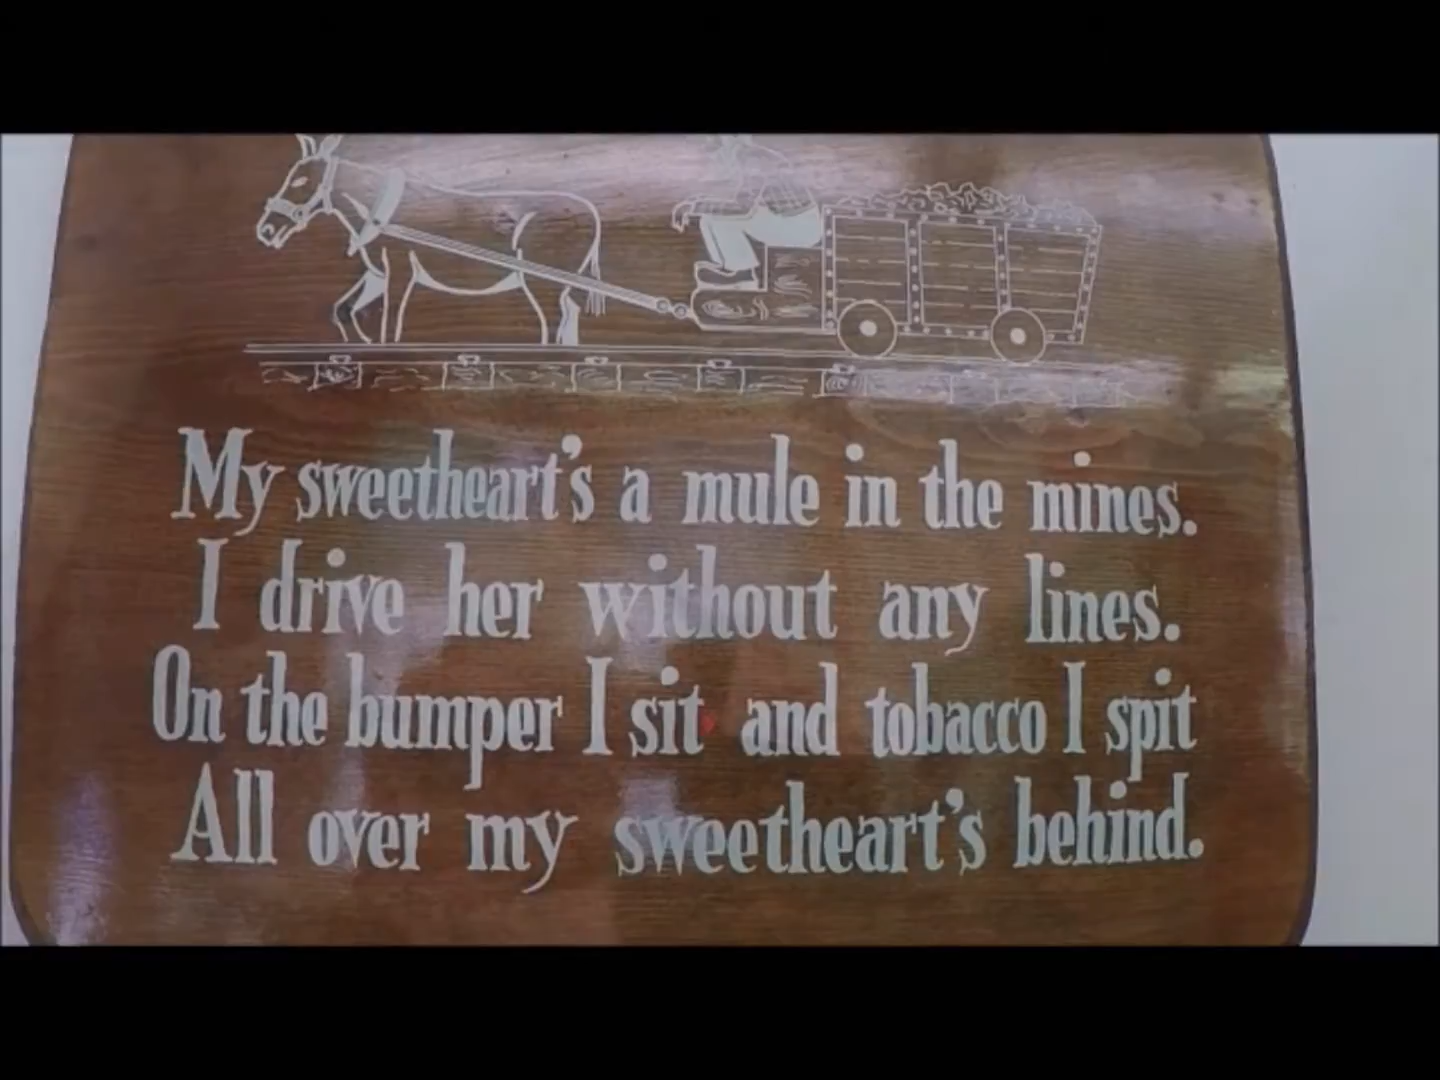 My sweetheart's a mule in the mines.
I drive her without any lines.
On the bumper I sit and tobacco I spit
All over my sweetheart's behind.